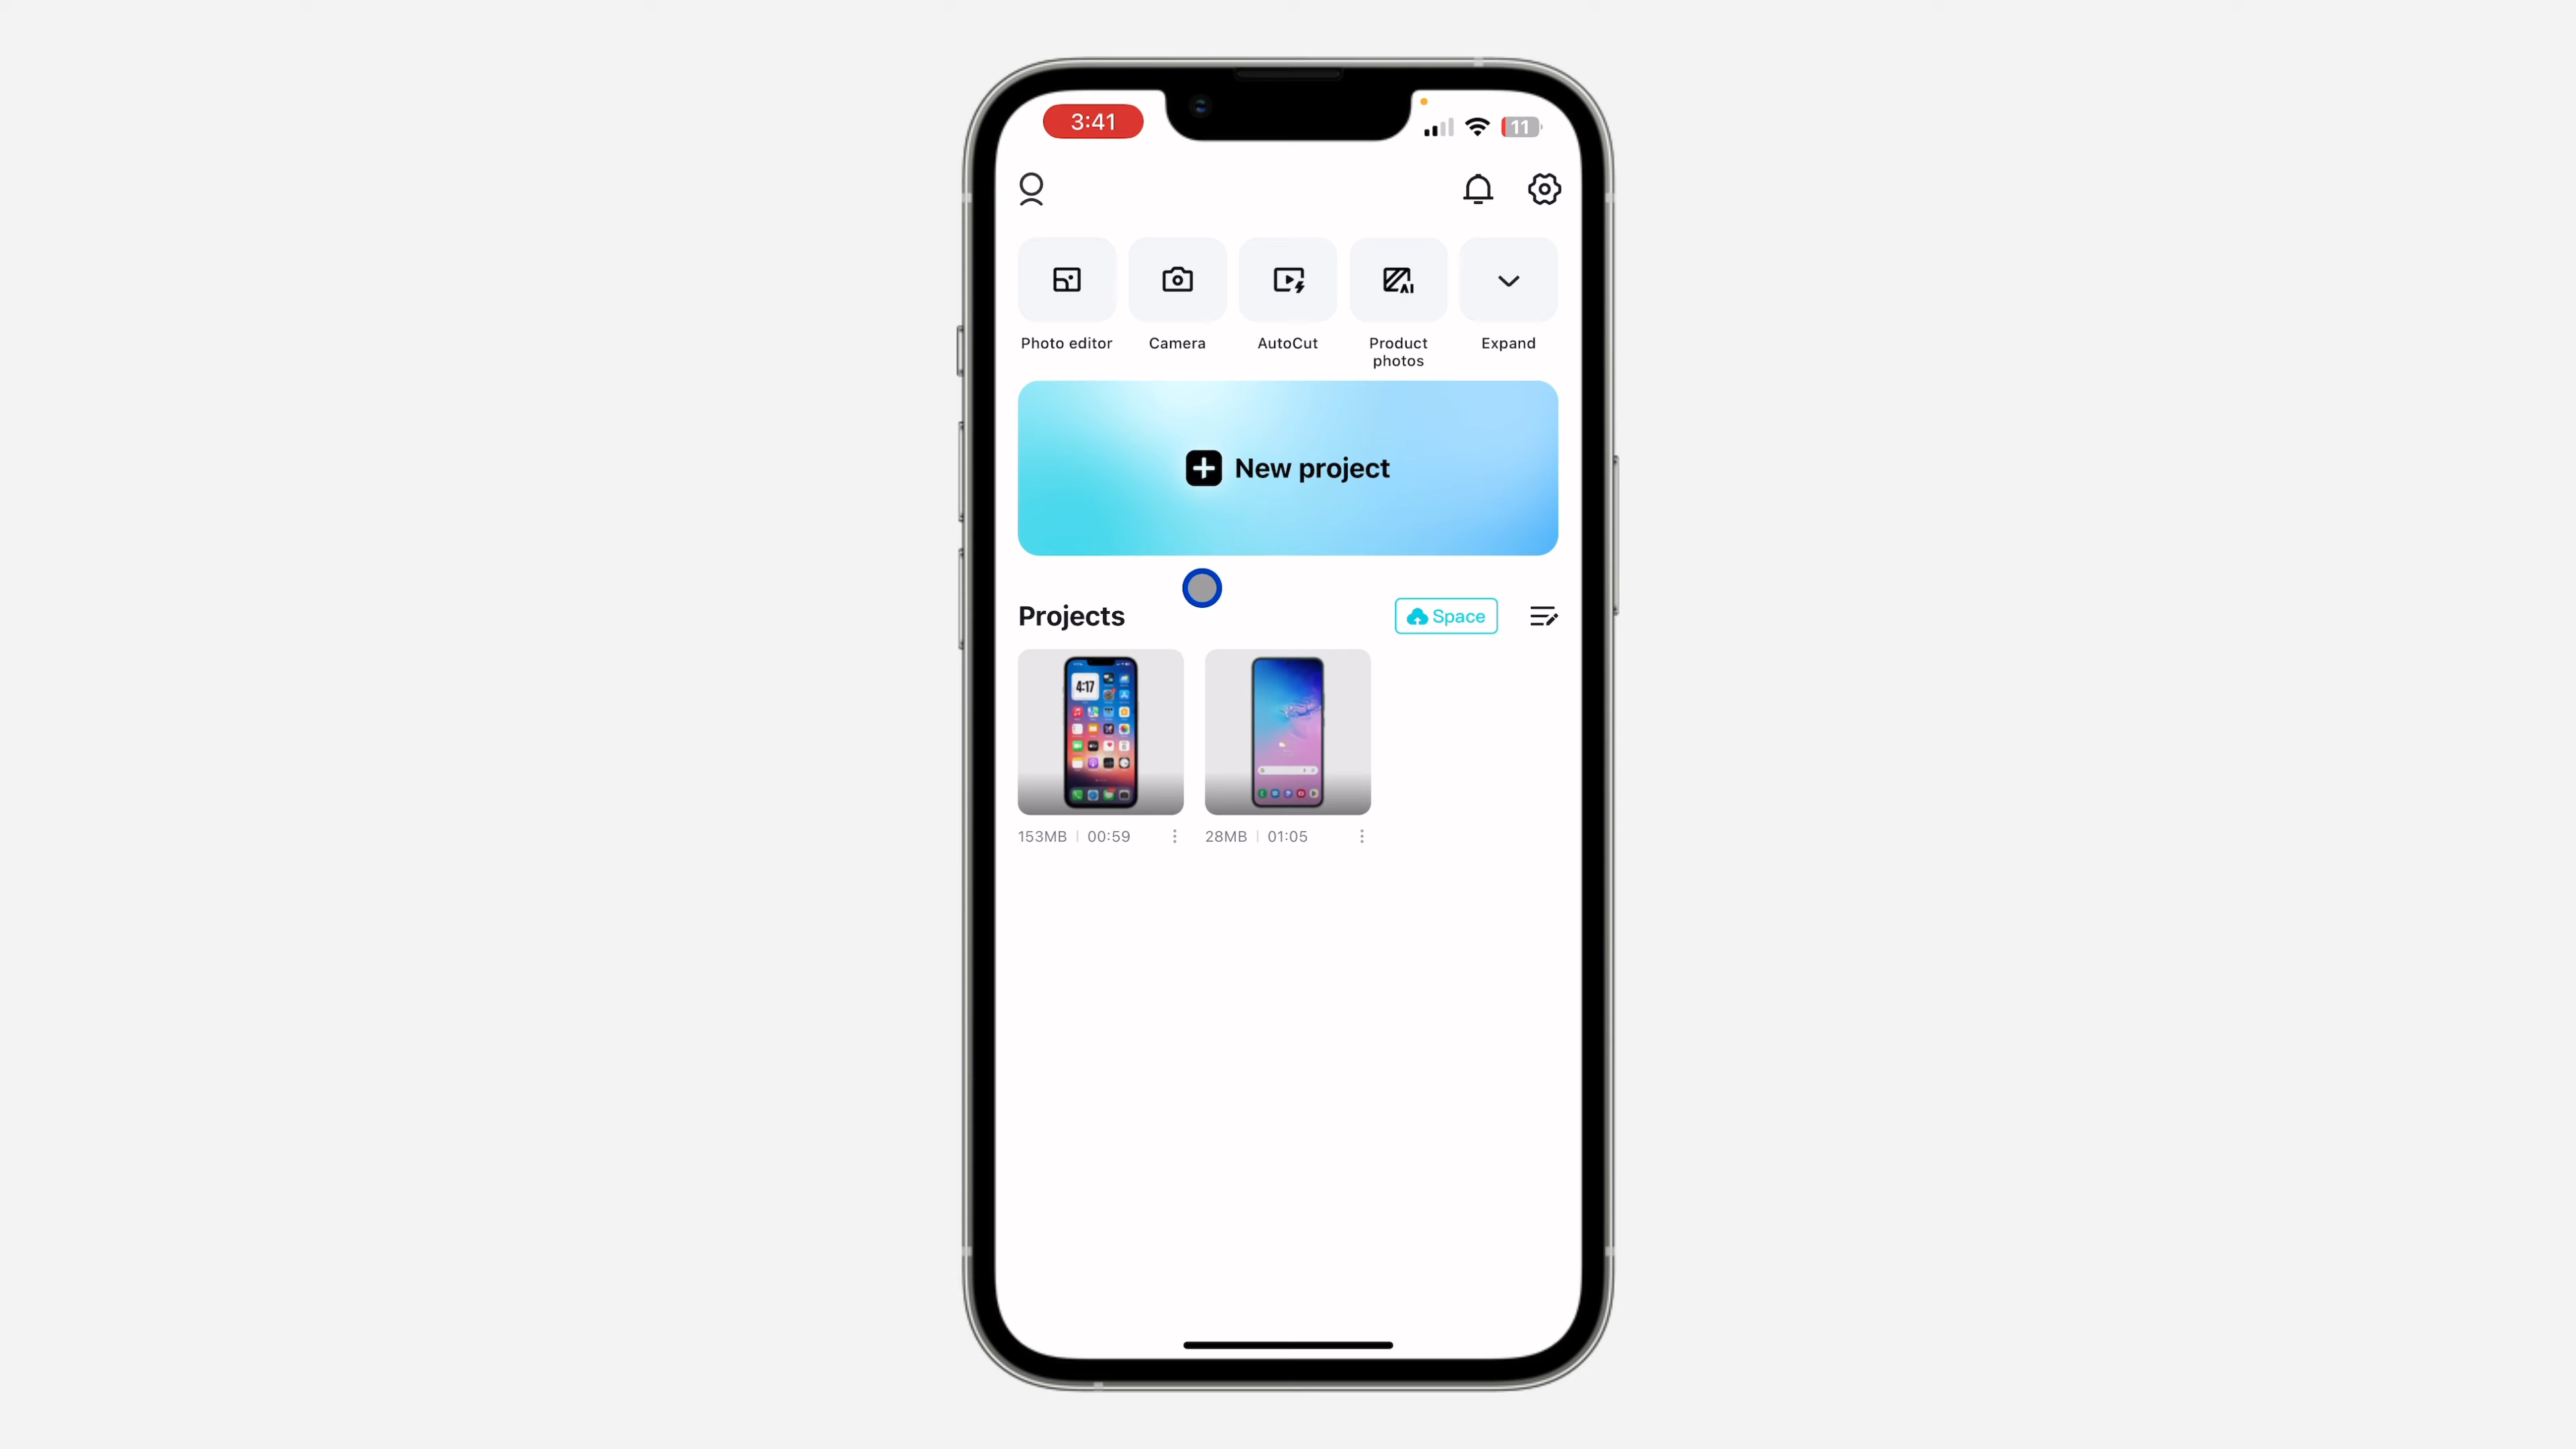 3:41
11
Photo editor
Camera
AutoCut
Product
photos
Expand
AI
New project
Projects
Space
4:17
153MB | 00:59
28MB | 01:05